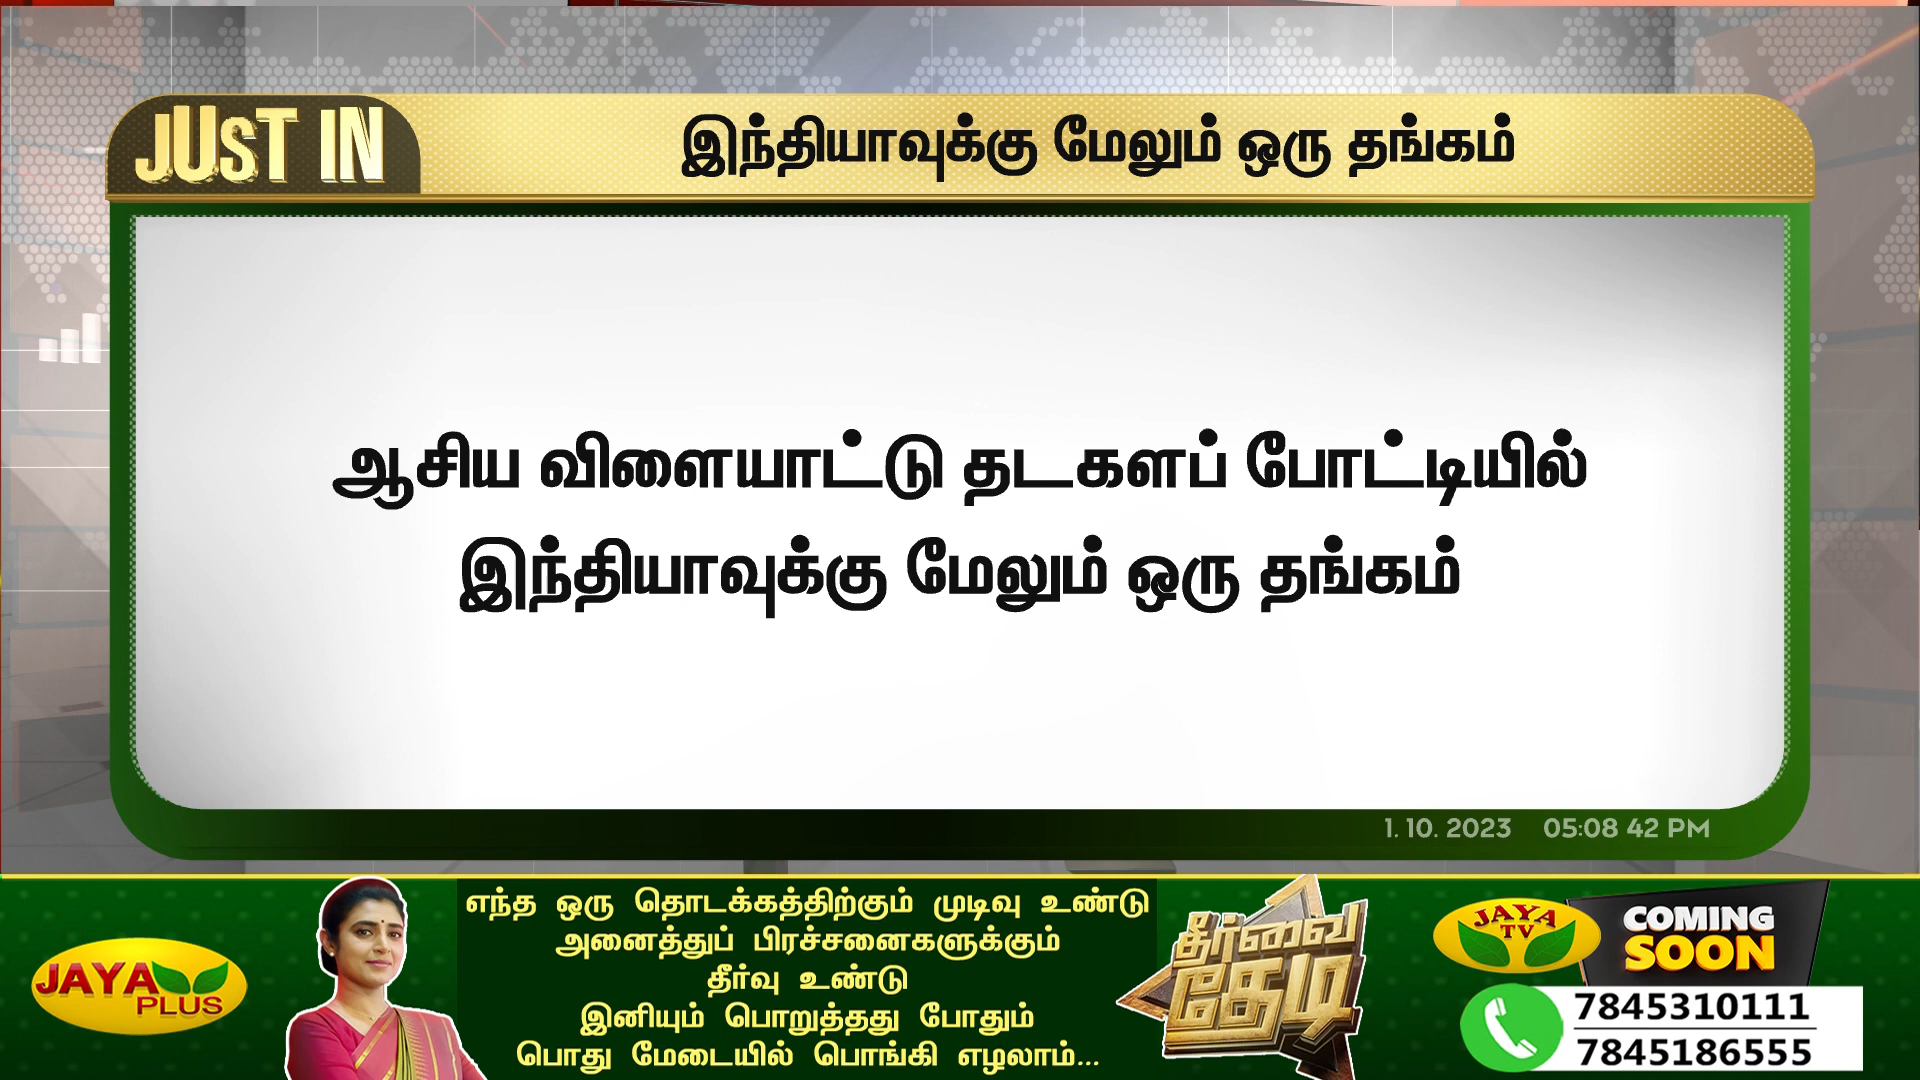 JUST IN
இந்தியாவுக்கு மேலும் ஒரு தங்கம்
ஆசிய விளையாட்டு தடகளப் போட்டியில்
இந்தியாவுக்கு மேலும் ஒரு தங்கம்
1. 10. 2023 05:08 42 PM
JAYA
PLUS
எந்த ஒரு தொடக்கத்திற்கும் முடிவு உண்டு
அனைத்துப் பிரச்சனைகளுக்கும்
தீர்வு உண்டு
இனியும் பொறுத்தது போதும்
பொது மேடையில் பொங்கி எழலாம்...
தீர்வை
தேடி
JAYA
TV
COMING
SOON
7845310111
7845186555